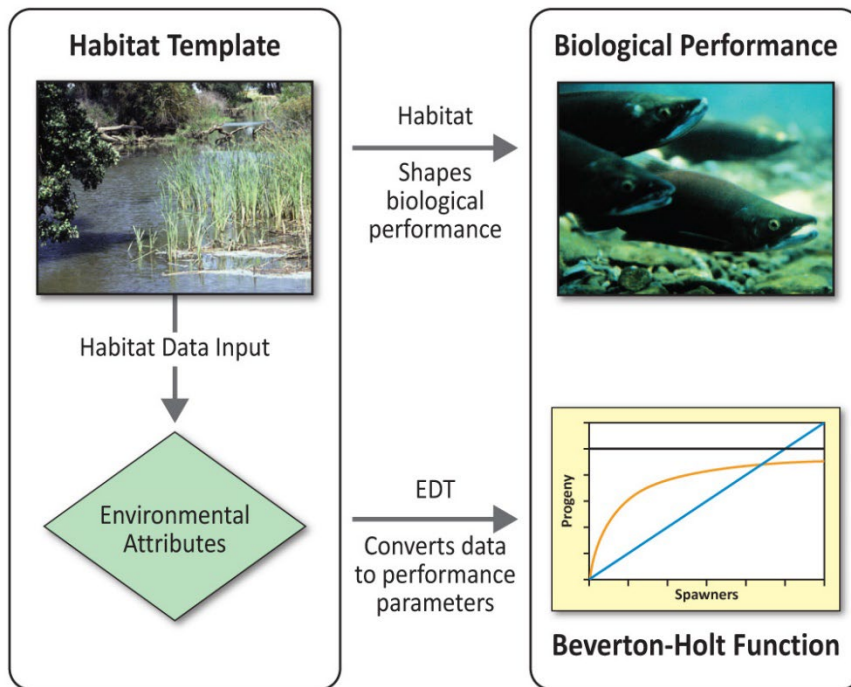 Habitat Template
Biological Performance
Habitat
Shapes
biological
performance
Habitat Data Input
Environmental
Attributes
EDT
Converts data
to performance
parameters
Progeny
Spawners
Beverton-Holt Function